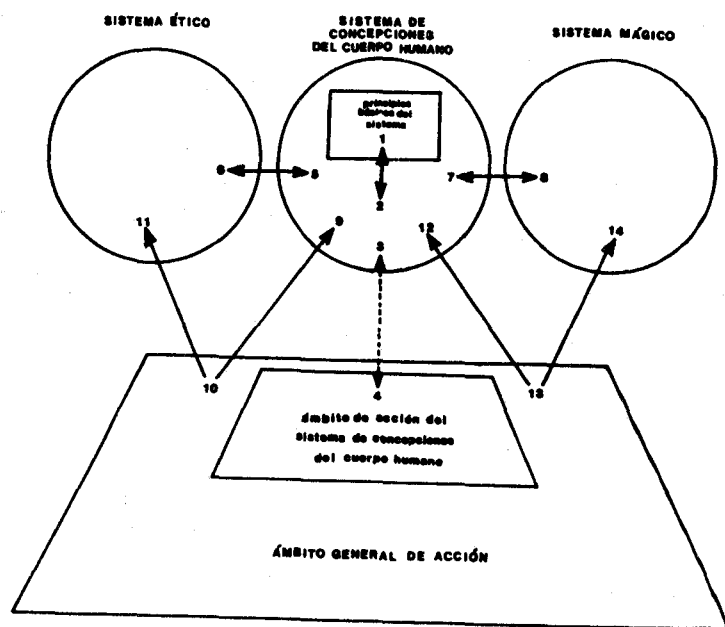 SISTEMA ÉTICO
SISTEMA DE
CONCEPCIONES
DEL CUERPO HUMANO
SISTEMA MÁGICO
principios
básicos del
sistema
1
6
5
7
8
2
11
9
12
14
3
10
4
13
ámbito de acción del
sistema de concepciones
del cuerpo humano
ÁMBITO GENERAL DE ACCIÓN